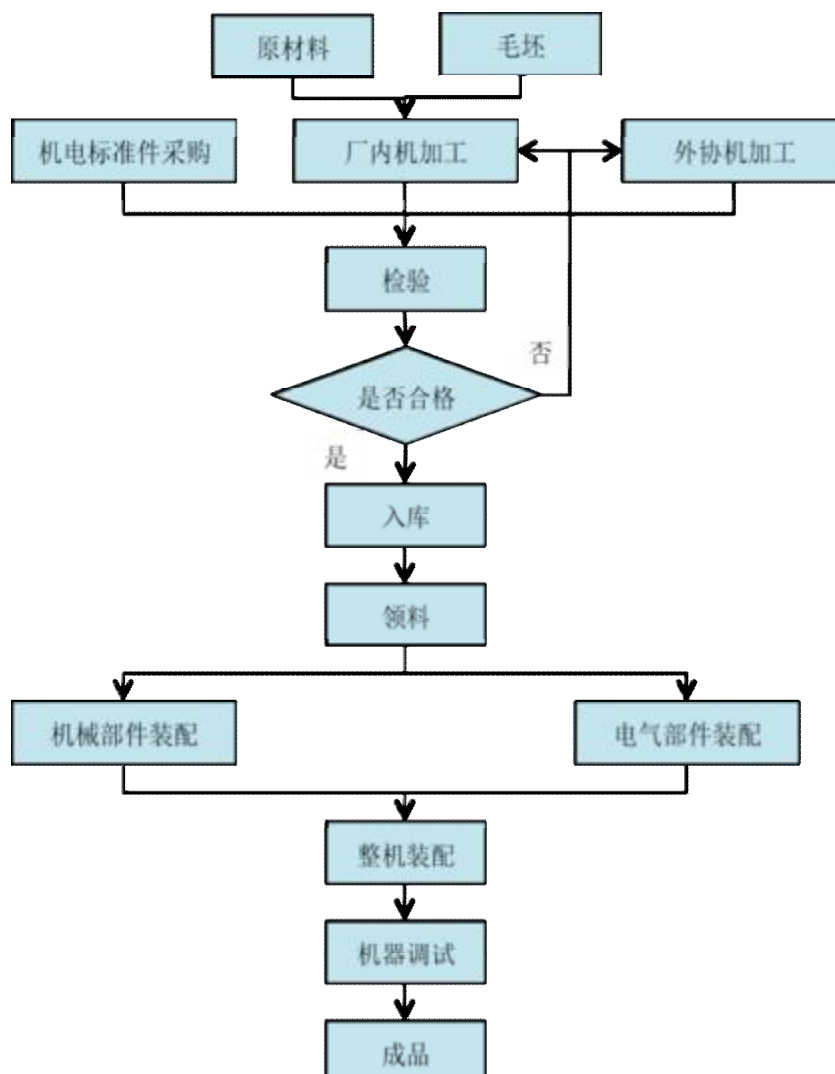 原材料
毛坯
机电标准件采购
厂内机加工
外协机加工
检验
否
是否合格
是
入库
领料
机械部件装配
电气部件装配
整机装配
机器调试
成品